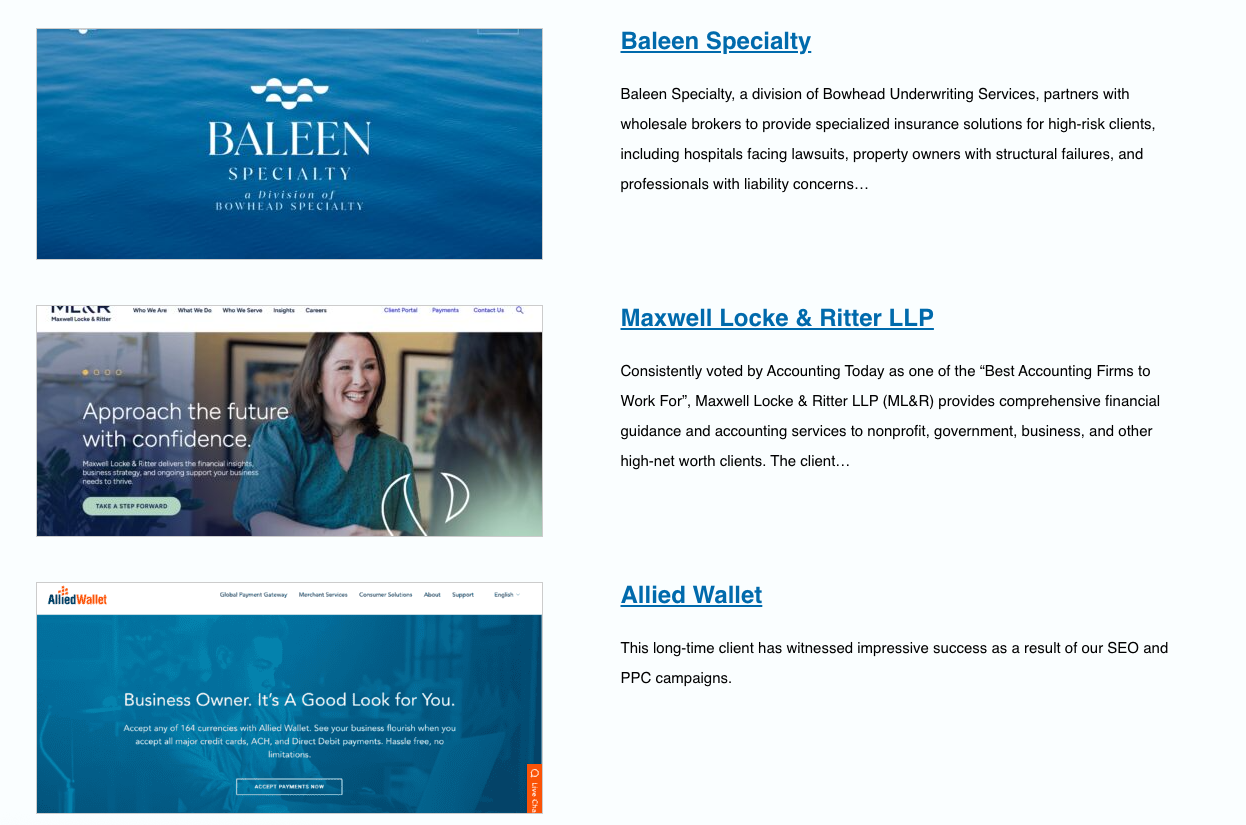 BALEEN
SPECIALTY
a Division of
BOWHEAD SPECIALTY
Baleen Specialty
Baleen Specialty, a division of Bowhead Underwriting Services, partners with
wholesale brokers to provide specialized insurance solutions for high-risk clients,
including hospitals facing lawsuits, property owners with structural failures, and
professionals with liability concerns…
ML&R
Maxwell Locke & Ritter
Who We Are What We Do Who We Serve Insights Careers Client Portal Payments Contact Us
Approach the future
with confidence.
Maxwell Locke & Ritter delivers the financial insights,
business strategy, and ongoing support your business
needs to thrive.
TAKE A STEP FORWARD
Maxwell Locke & Ritter LLP
Consistently voted by Accounting Today as one of the “Best Accounting Firms to
Work For”, Maxwell Locke & Ritter LLP (ML&R) provides comprehensive financial
guidance and accounting services to nonprofit, government, business, and other
high-net worth clients. The client…
AlliedWallet
Global Payment Gateway Merchant Services Consumer Solutions About Support English
Business Owner. It’s A Good Look for You.
Accept any of 164 currencies with Allied Wallet. See your business flourish when you
accept all major credit cards, ACH, and Direct Debit payments. Hassle free, no
limitations.
ACCEPT PAYMENTS NOW
Live Cha
Allied Wallet
This long-time client has witnessed impressive success as a result of our SEO and
PPC campaigns.